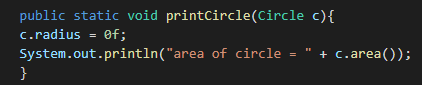 public static void printCircle(Circle c){
c.radius = 0f;
System.out.println("area of circle = " + c.area());
}